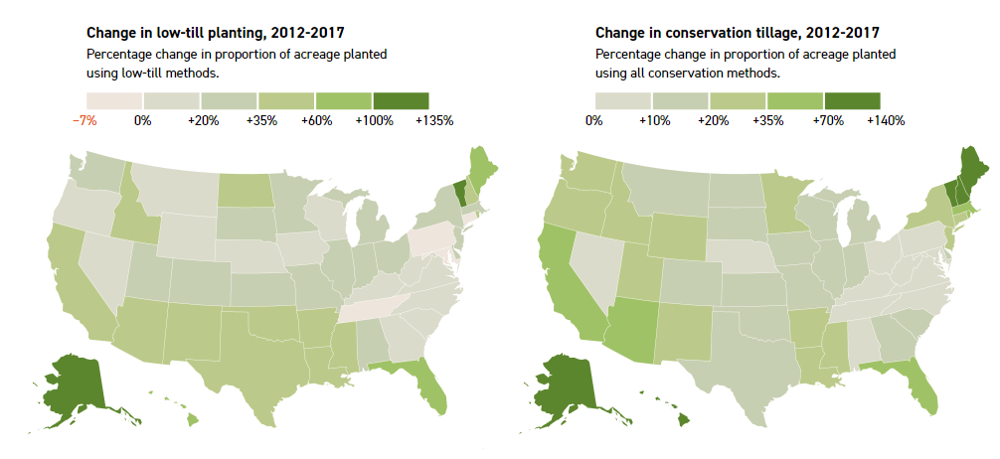 Change in low-till planting, 2012-2017
Percentage change in proportion of acreage planted
using low-till methods.
−7% 0% +20% +35% +60% +100% +135%
Change in conservation tillage, 2012-2017
Percentage change in proportion of acreage planted
using all conservation methods.
0% +10% +20% +35% +70% +140%